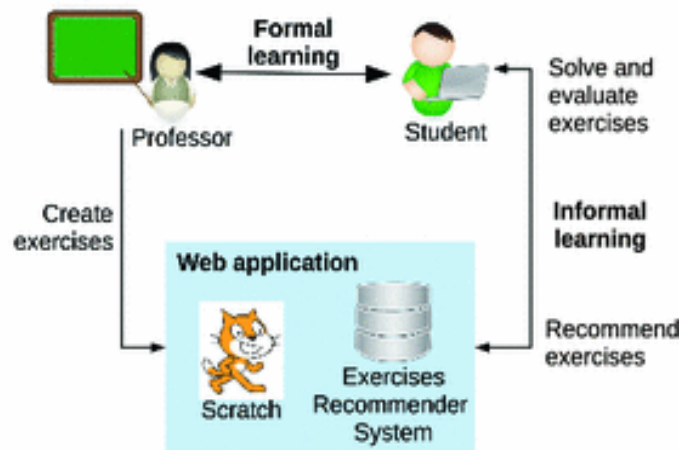 Formal
learning
Professor
Student
Solve and
evaluate
exercises
Create
exercises
Informal
learning
Web application
Scratch
Exercises
Recommender
System
Recommend
exercises